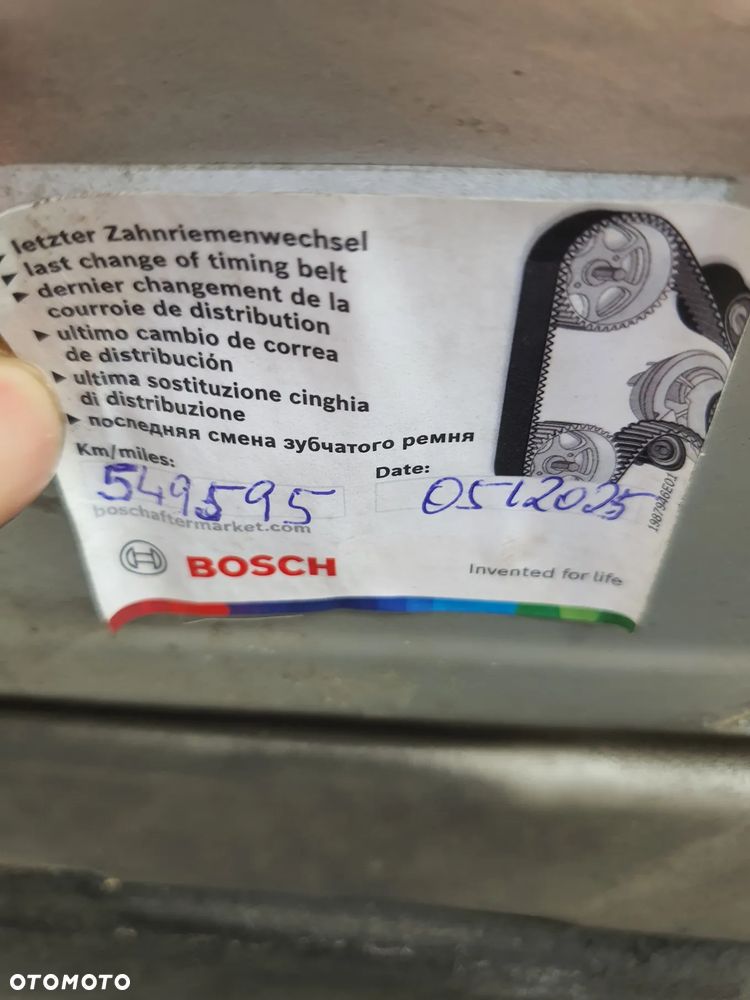 ▸ letzter Zahnriemenwechsel
▸ last change of timing belt
▸ dernier changement de la
courroie de distribution
▸ ultimo cambio de correa
de distribución
▸ ultima sostituzione cinghia
di distribuzione
▸ последняя смена зубчатого ремня
Km/miles: Date:
549595 05/2025
boschaftermarket.com
1987946E01
BOSCH Invented for life
OTOMOTO